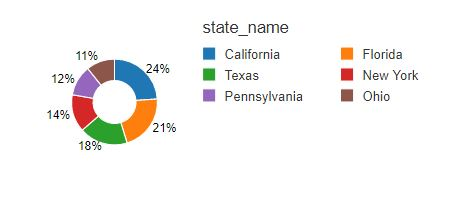 state_name
California
Florida
Texas
New York
Pennsylvania
Ohio
24%
21%
18%
14%
12%
11%